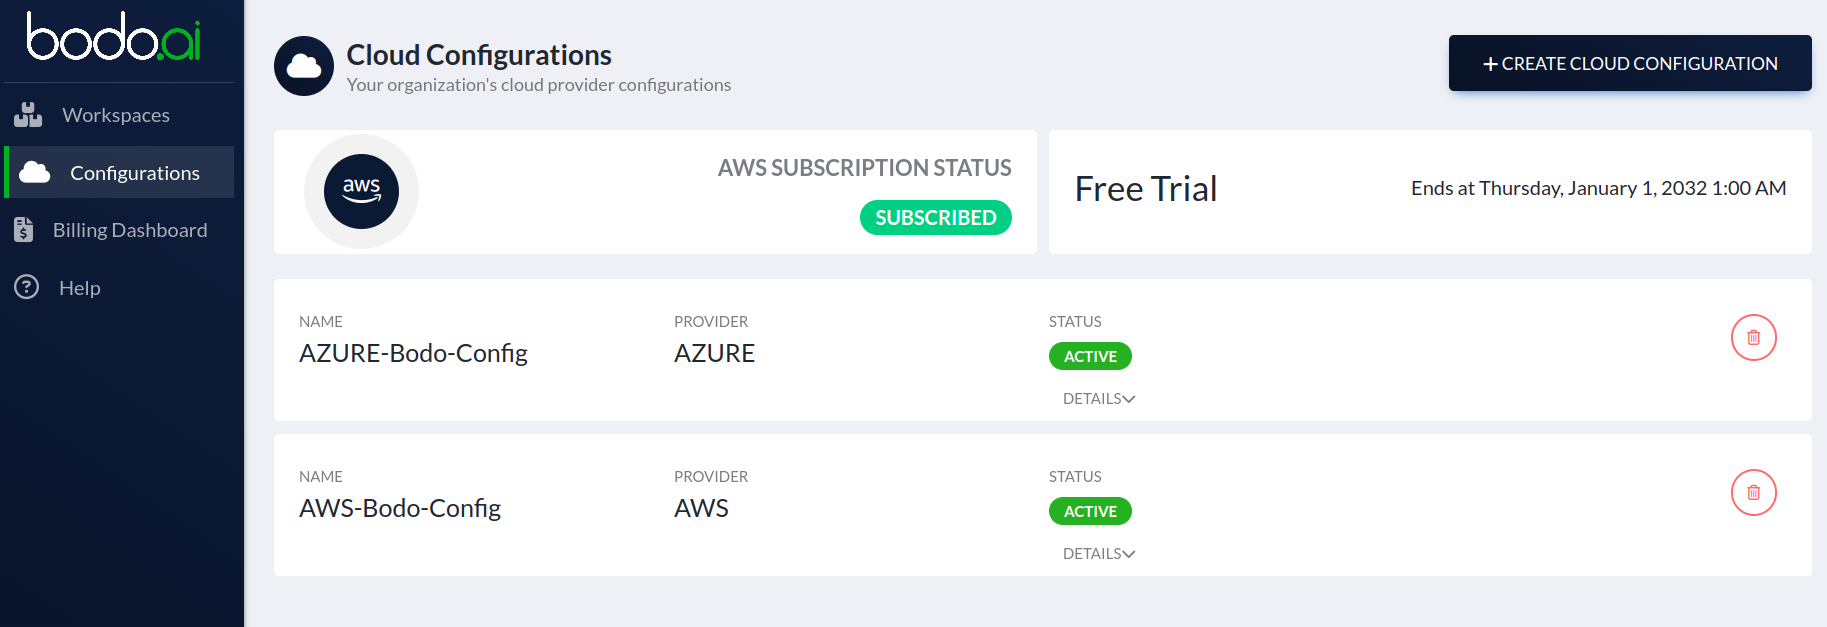 bodo.ai
Workspaces
Configurations
Billing Dashboard
Help
Cloud Configurations
Your organization's cloud provider configurations
+ CREATE CLOUD CONFIGURATION
aws
AWS SUBSCRIPTION STATUS
SUBSCRIBED
Free Trial
Ends at Thursday, January 1, 2032 1:00 AM
NAME PROVIDER STATUS
AZURE-Bodo-Config AZURE ACTIVE
DETAILS
NAME PROVIDER STATUS
AWS-Bodo-Config AWS ACTIVE
DETAILS